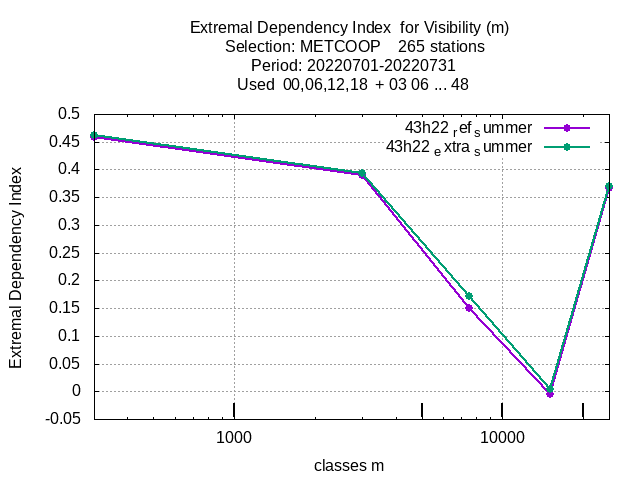 Extremal Dependency Index  for Visibility (m)
Selection: METCOOP    265 stations
Period: 20220701-20220731
Used  00,06,12,18  + 03 06 ... 48
43h22 ref summer
43h22 extra summer
0.5
0.45
0.4
0.35
0.3
0.25
0.2
0.15
0.1
0.05
0
-0.05
Extremal Dependency Index
1000
10000
classes m